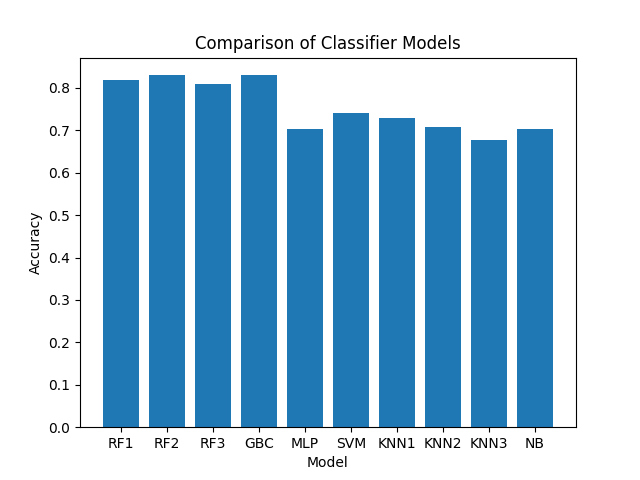 Comparison of Classifier Models
Accuracy
0.8
0.7
0.6
0.5
0.4
0.3
0.2
0.1
0.0
RF1 RF2 RF3 GBC MLP SVM KNN1 KNN2 KNN3 NB
Model